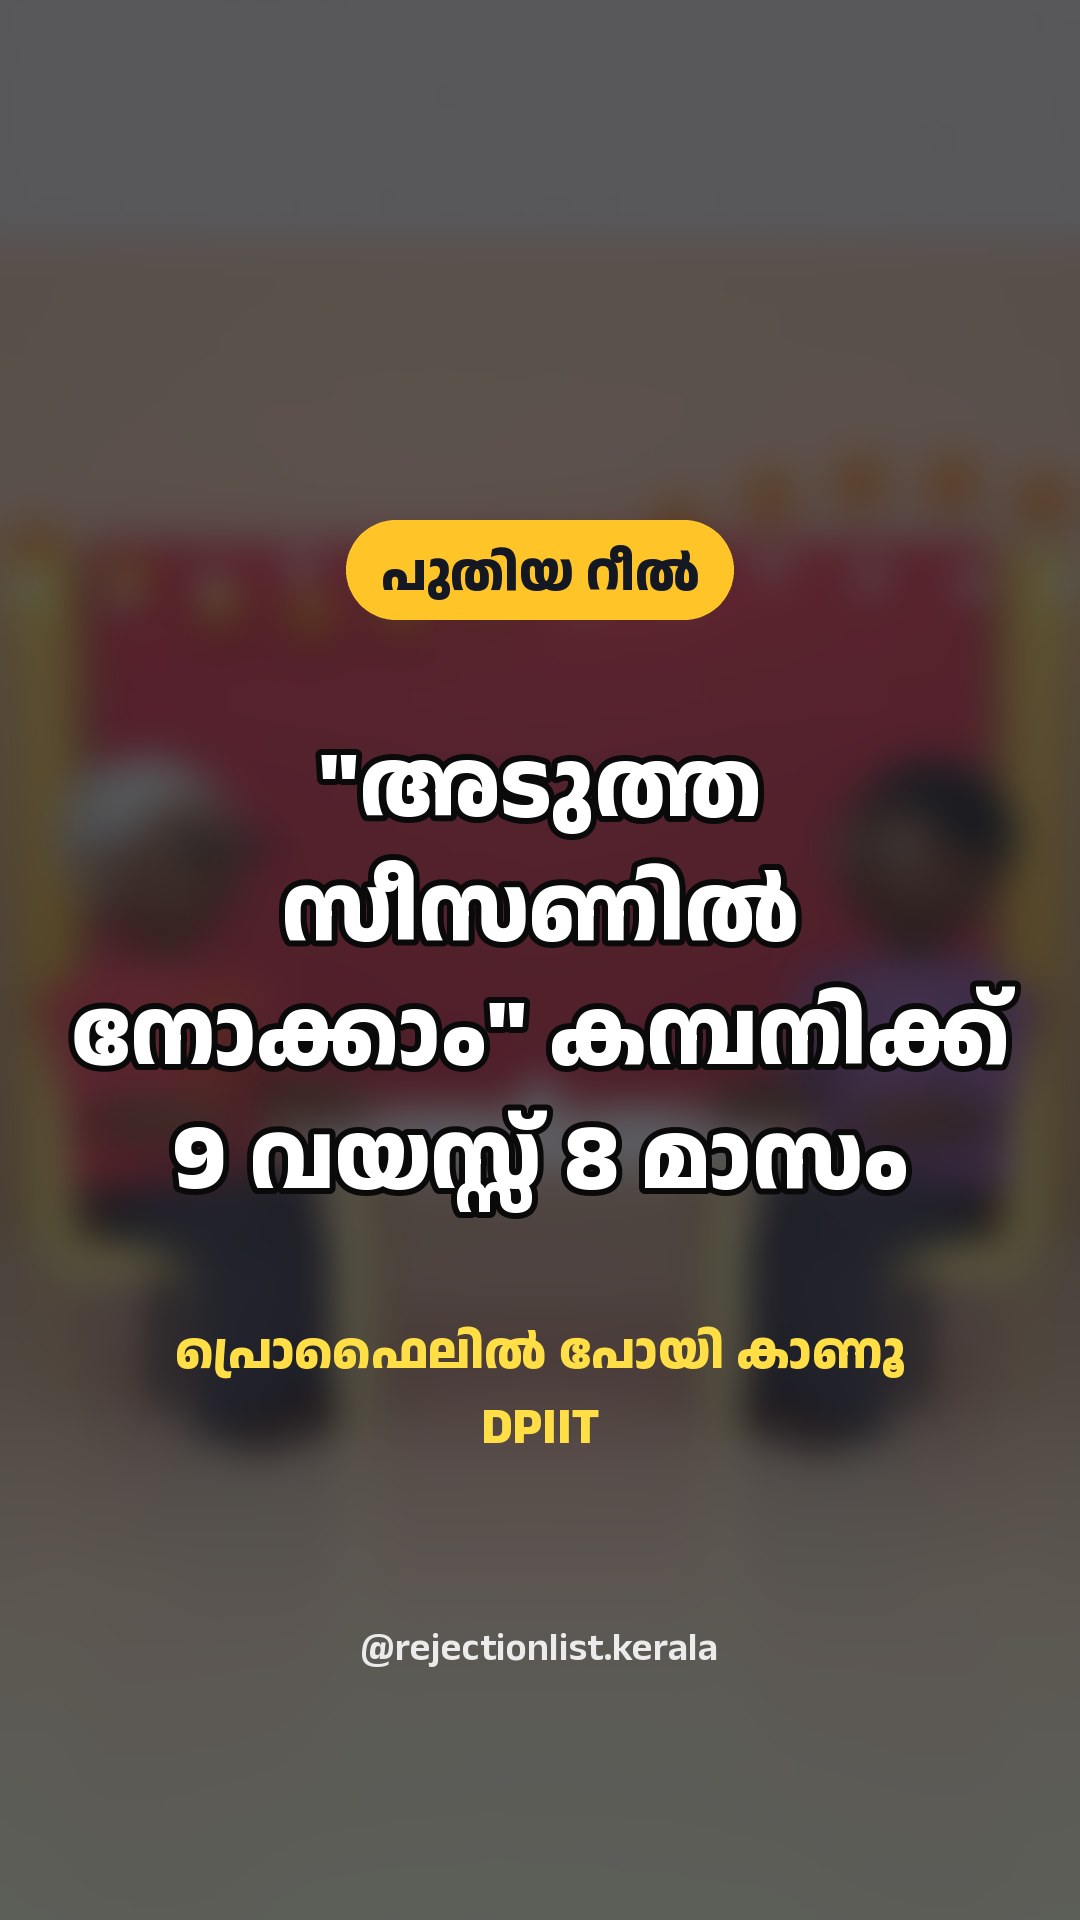 പുതിയ റീൽ
"അടുത്ത
സീസണിൽ
നോക്കാം" കമ്പനിക്ക്
9 വയസ്സ് 8 മാസം
പ്രൊഫൈലിൽ പോയി കാണൂ
DPIIT
@rejectionlist.kerala